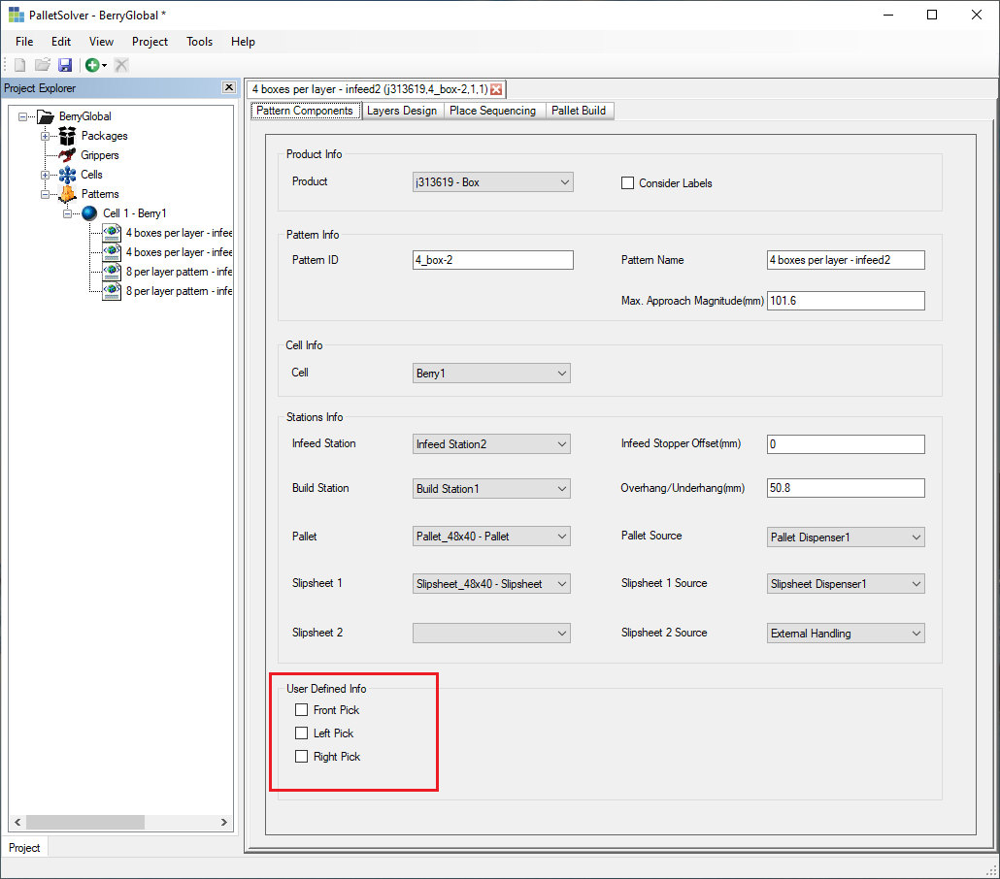 PalletSolver - BerryGlobal *
File Edit View Project Tools Help
Project Explorer
BerryGlobal
Packages
Grippers
Cells
Patterns
Cell 1 - Berry1
4 boxes per layer - infee
4 boxes per layer - infee
8 per layer pattern - infe
8 per layer pattern - infe
Project
4 boxes per layer - infeed2 (j313619,4_box-2,1,1)
Pattern Components Layers Design Place Sequencing Pallet Build
Product Info
Product j313619 - Box Consider Labels
Pattern Info
Pattern ID 4_box-2 Pattern Name 4 boxes per layer - infeed2
Max. Approach Magnitude(mm) 101.6
Cell Info
Cell Berry1
Stations Info
Infeed Station Infeed Station2 Infeed Stopper Offset(mm) 0
Build Station Build Station1 Overhang/Underhang(mm) 50.8
Pallet Pallet_48x40 - Pallet Pallet Source Pallet Dispenser1
Slipsheet 1 Slipsheet_48x40 - Slipsheet Slipsheet 1 Source Slipsheet Dispenser1
Slipsheet 2 Slipsheet 2 Source External Handling
User Defined Info
Front Pick
Left Pick
Right Pick